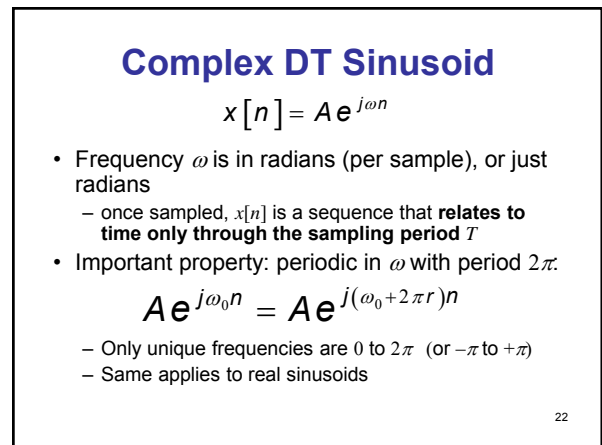 Complex DT Sinusoid
x[n] = Ae^{jωn}
• Frequency ω is in radians (per sample), or just
radians
– once sampled, x[n] is a sequence that relates to
time only through the sampling period T
• Important property: periodic in ω with period 2π:
Ae^{jω₀n} = Ae^{j(ω₀+2πr)n}
– Only unique frequencies are 0 to 2π (or –π to +π)
– Same applies to real sinusoids
22